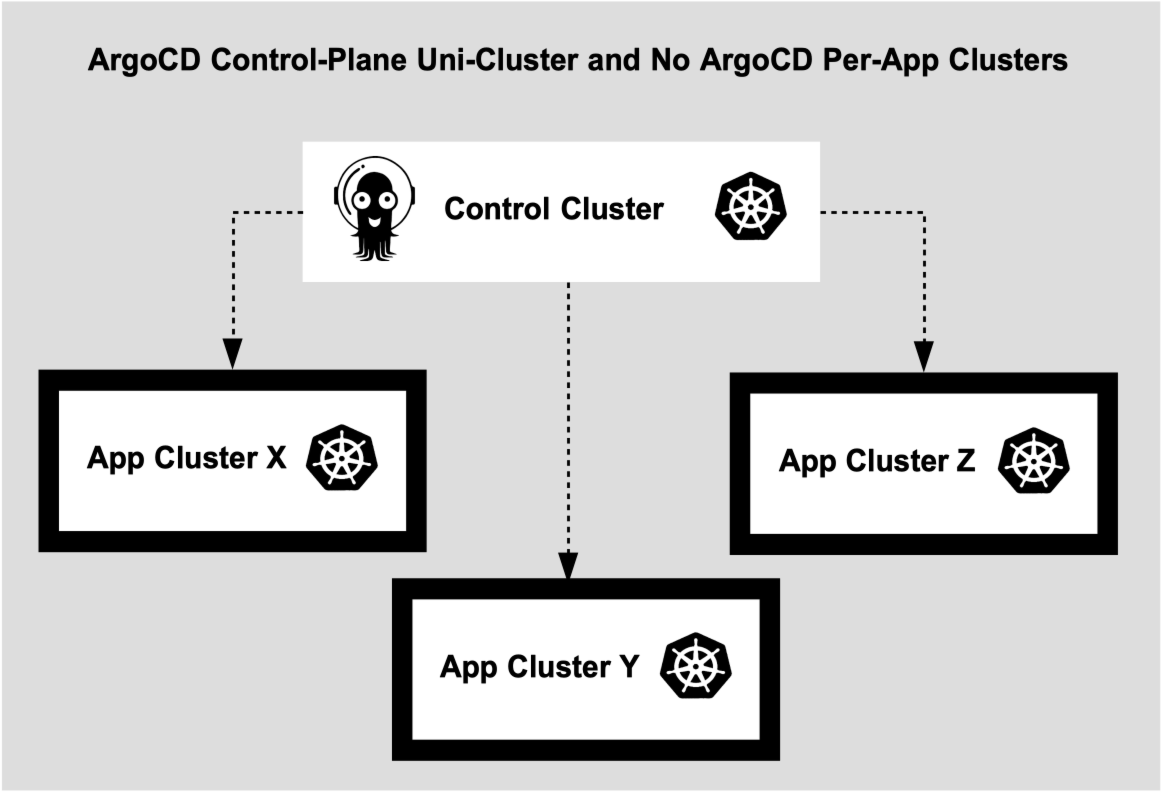 ArgoCD Control-Plane Uni-Cluster and No ArgoCD Per-App Clusters
Control Cluster
App Cluster X
App Cluster Z
App Cluster Y